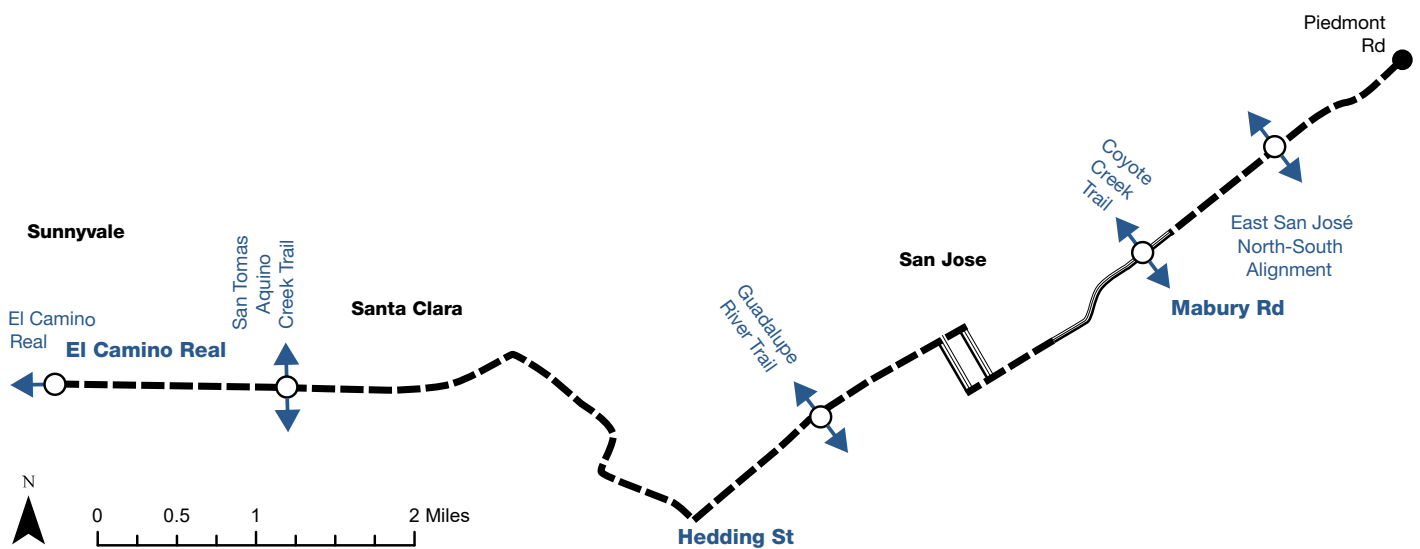 Piedmont
Rd
Coyote
Creek
Trail
Sunnyvale
San Tomas
Aquino
Creek Trail
East San José
North-South
Alignment
San Jose
Santa Clara
Guadalupe
River Trail
Mabury Rd
El Camino
Real
El Camino Real
N
0 0.5 1 2 Miles
Hedding St